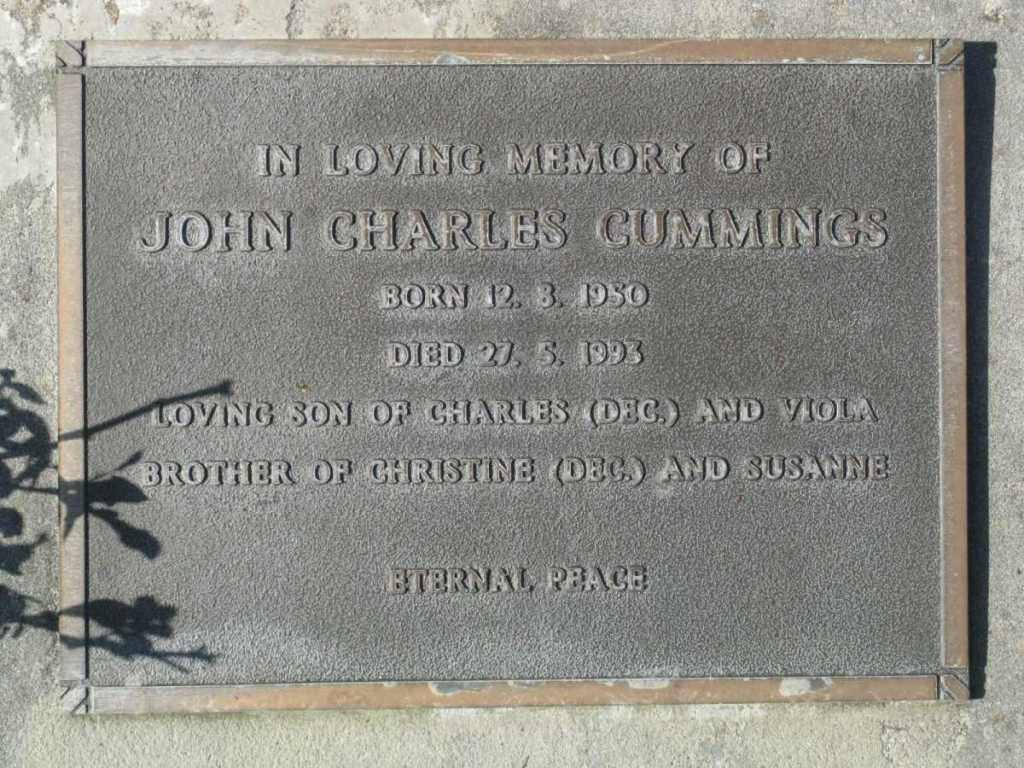 IN LOVING MEMORY OF
JOHN CHARLES CUMMINGS
BORN 12. 8. 1950
DIED 27. 5. 1993
LOVING SON OF CHARLES (DEC.) AND VIOLA
BROTHER OF CHRISTINE (DEC.) AND SUSANNE
ETERNAL PEACE